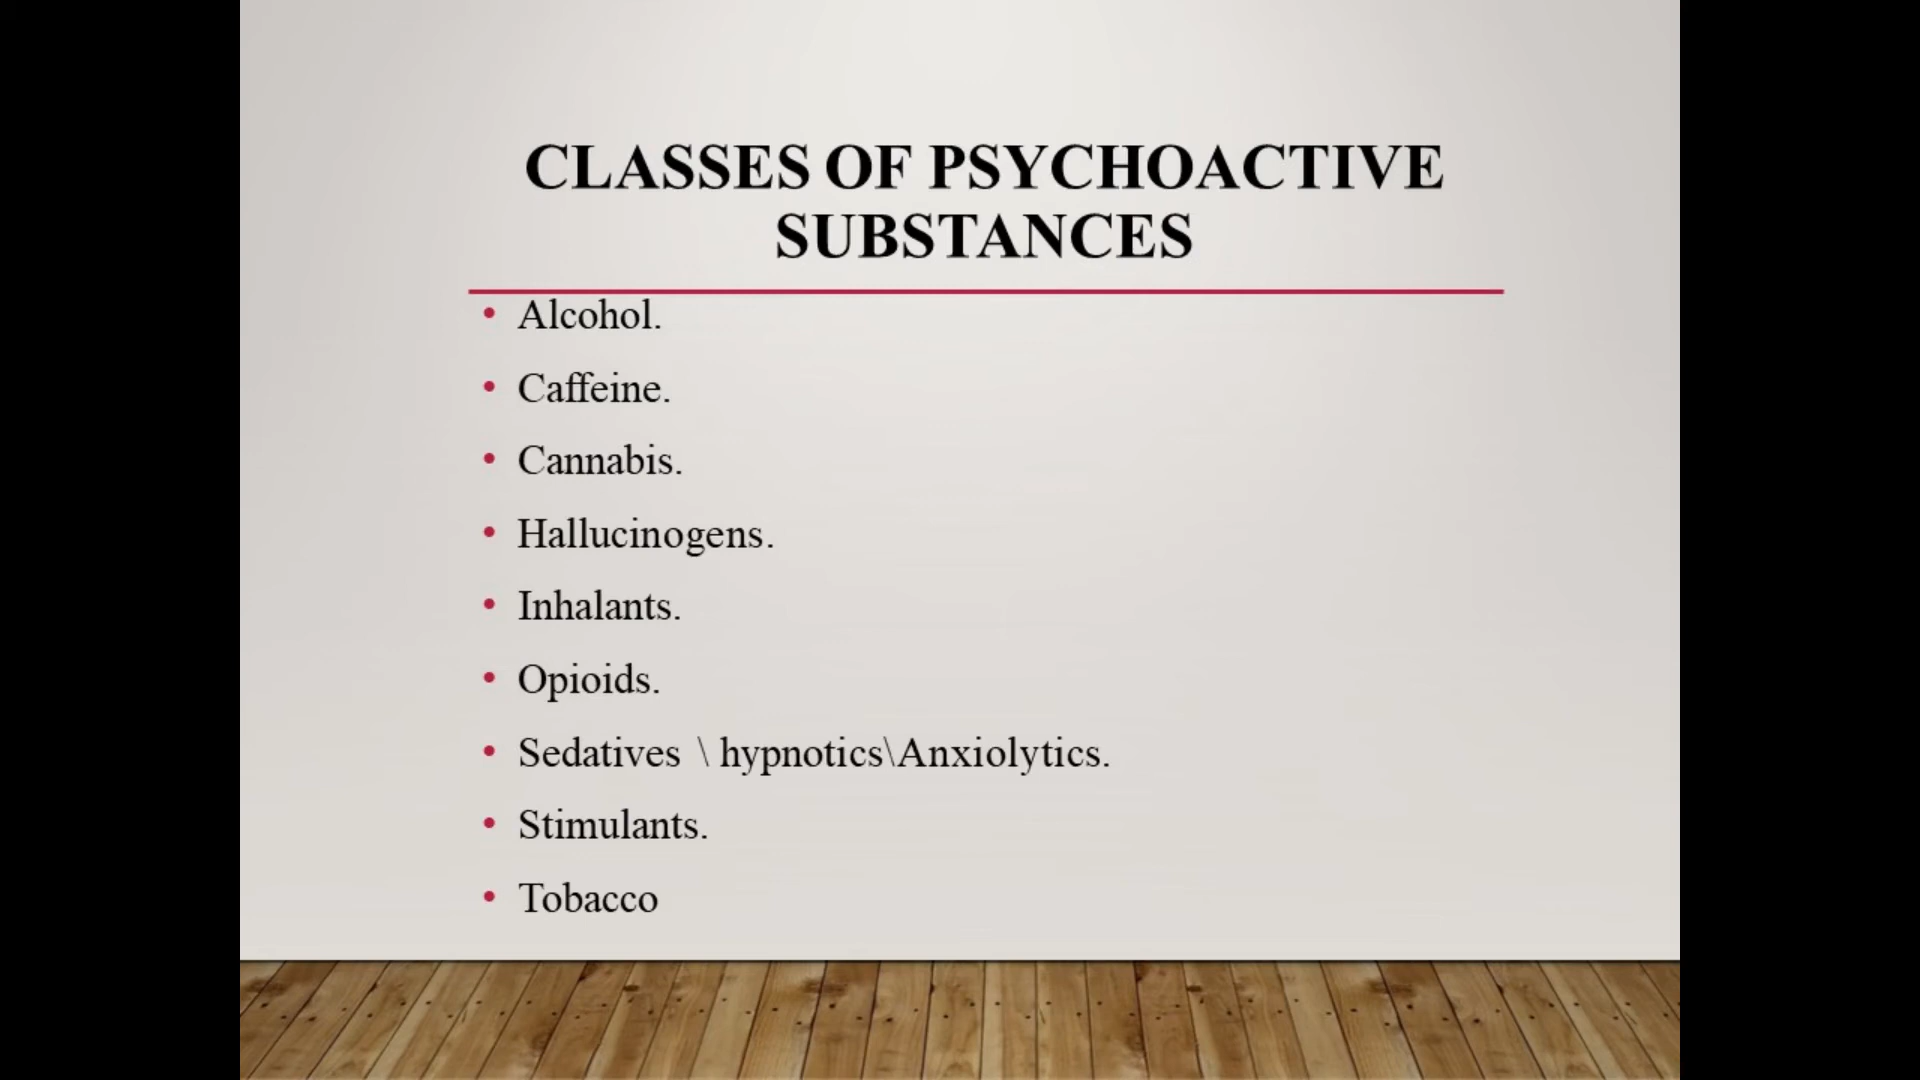 CLASSES OF PSYCHOACTIVE
SUBSTANCES
• Alcohol.
• Caffeine.
• Cannabis.
• Hallucinogens.
• Inhalants.
• Opioids.
• Sedatives \ hypnotics\Anxiolytics.
• Stimulants.
• Tobacco